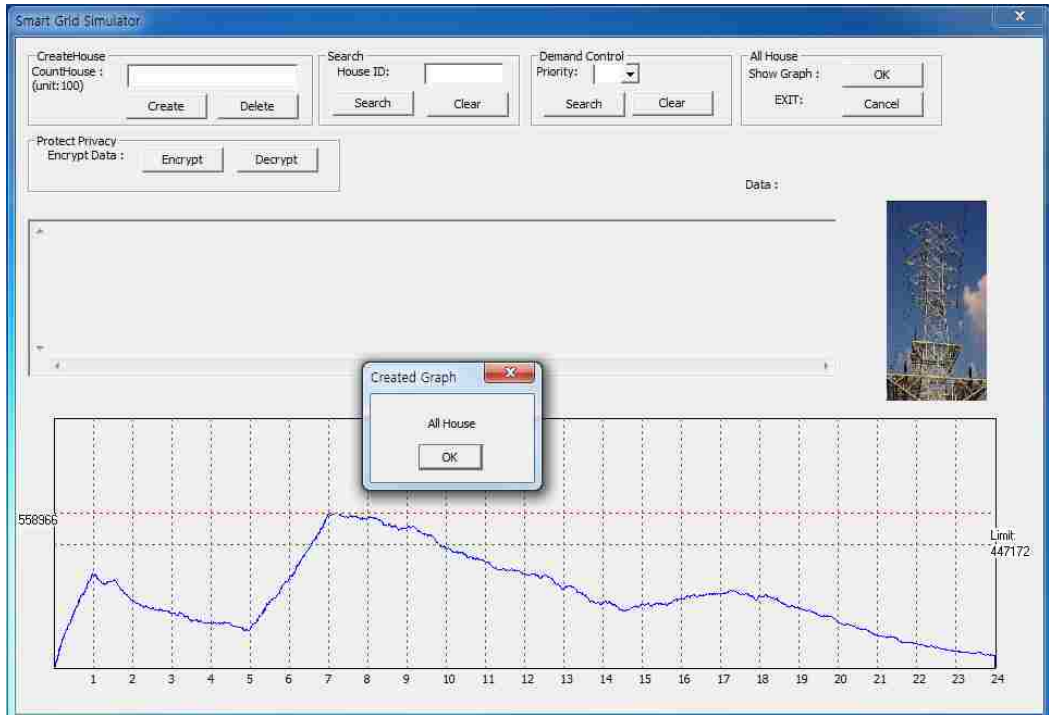 Smart Grid Simulator
CreateHouse
CountHouse :
(unit:100)
Create
Delete
Search
House ID:
Search
Clear
Demand Control
Priority:
Search
Clear
All House
Show Graph :
OK
EXIT:
Cancel
Protect Privacy
Encrypt Data :
Encrypt
Decrypt
Data :
Created Graph
All House
OK
558966
Limit
447172
1 2 3 4 5 6 7 8 9 10 11 12 13 14 15 16 17 18 19 20 21 22 23 24